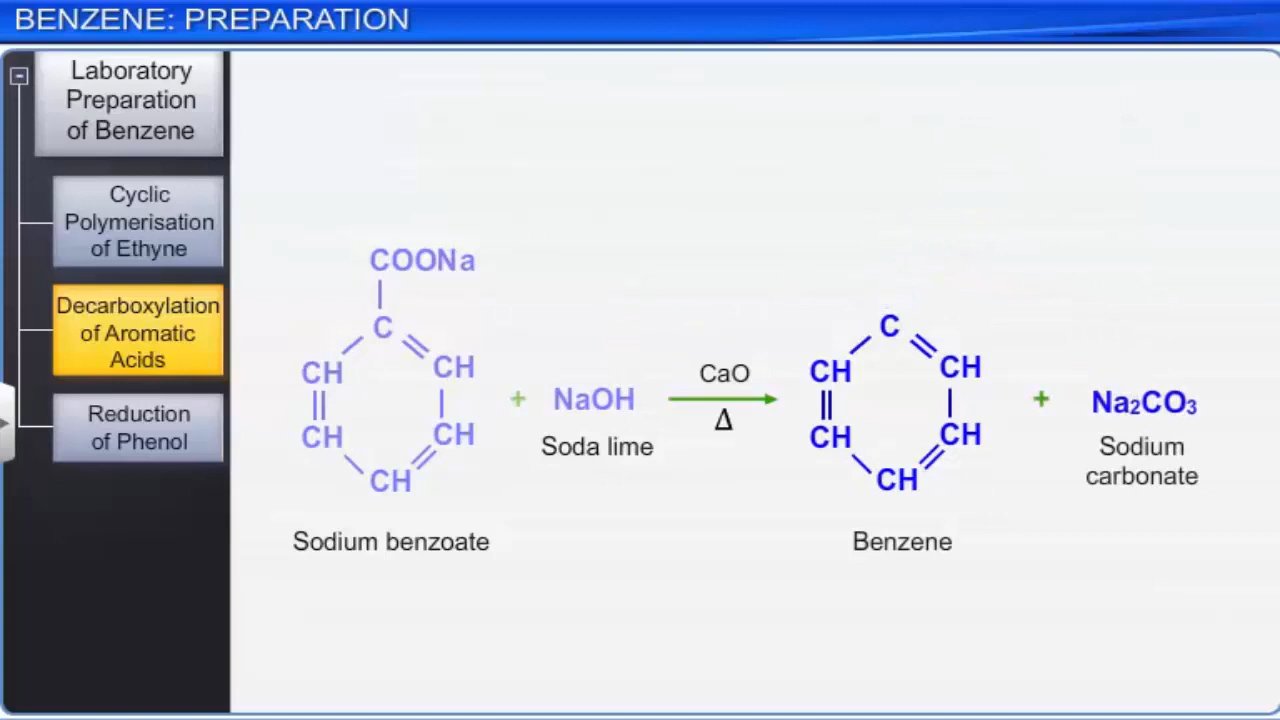 BENZENE: PREPARATION
Laboratory
Preparation
of Benzene
Cyclic
Polymerisation
of Ethyne
Decarboxylation
of Aromatic
Acids
Reduction
of Phenol
COONa
C
CH CH
CH CH
CH
Sodium benzoate
+
NaOH
Soda lime
CaO
Δ
C
CH CH
CH CH
CH
Benzene
+
Na₂CO₃
Sodium
carbonate